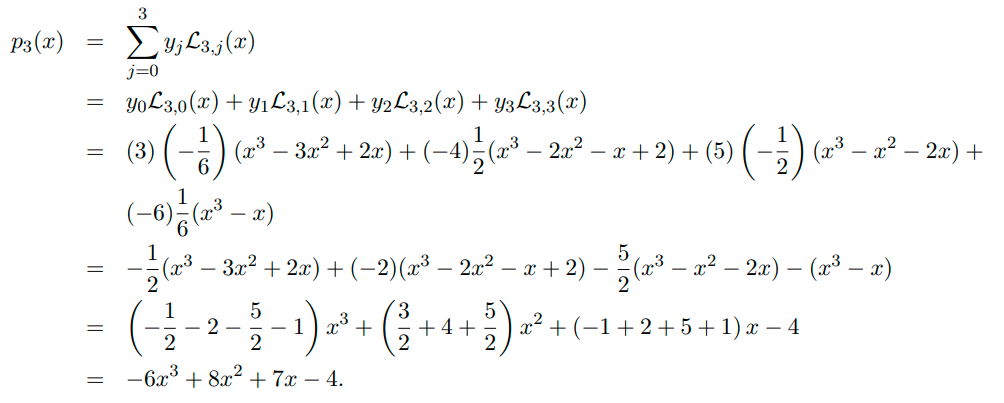 p₃(x) = ∑_{j=0}^{3} y_j ℒ_{3,j}(x)
= y₀ℒ_{3,0}(x) + y₁ℒ_{3,1}(x) + y₂ℒ_{3,2}(x) + y₃ℒ_{3,3}(x)
= (3)(−1/6)(x³ − 3x² + 2x) + (−4)1/2(x³ − 2x² − x + 2) + (5)(−1/2)(x³ − x² − 2x) +
(−6)1/6(x³ − x)
= −1/2(x³ − 3x² + 2x) + (−2)(x³ − 2x² − x + 2) − 5/2(x³ − x² − 2x) − (x³ − x)
= (−1/2 − 2 − 5/2 − 1)x³ + (3/2 + 4 + 5/2)x² + (−1 + 2 + 5 + 1)x − 4
= −6x³ + 8x² + 7x − 4.